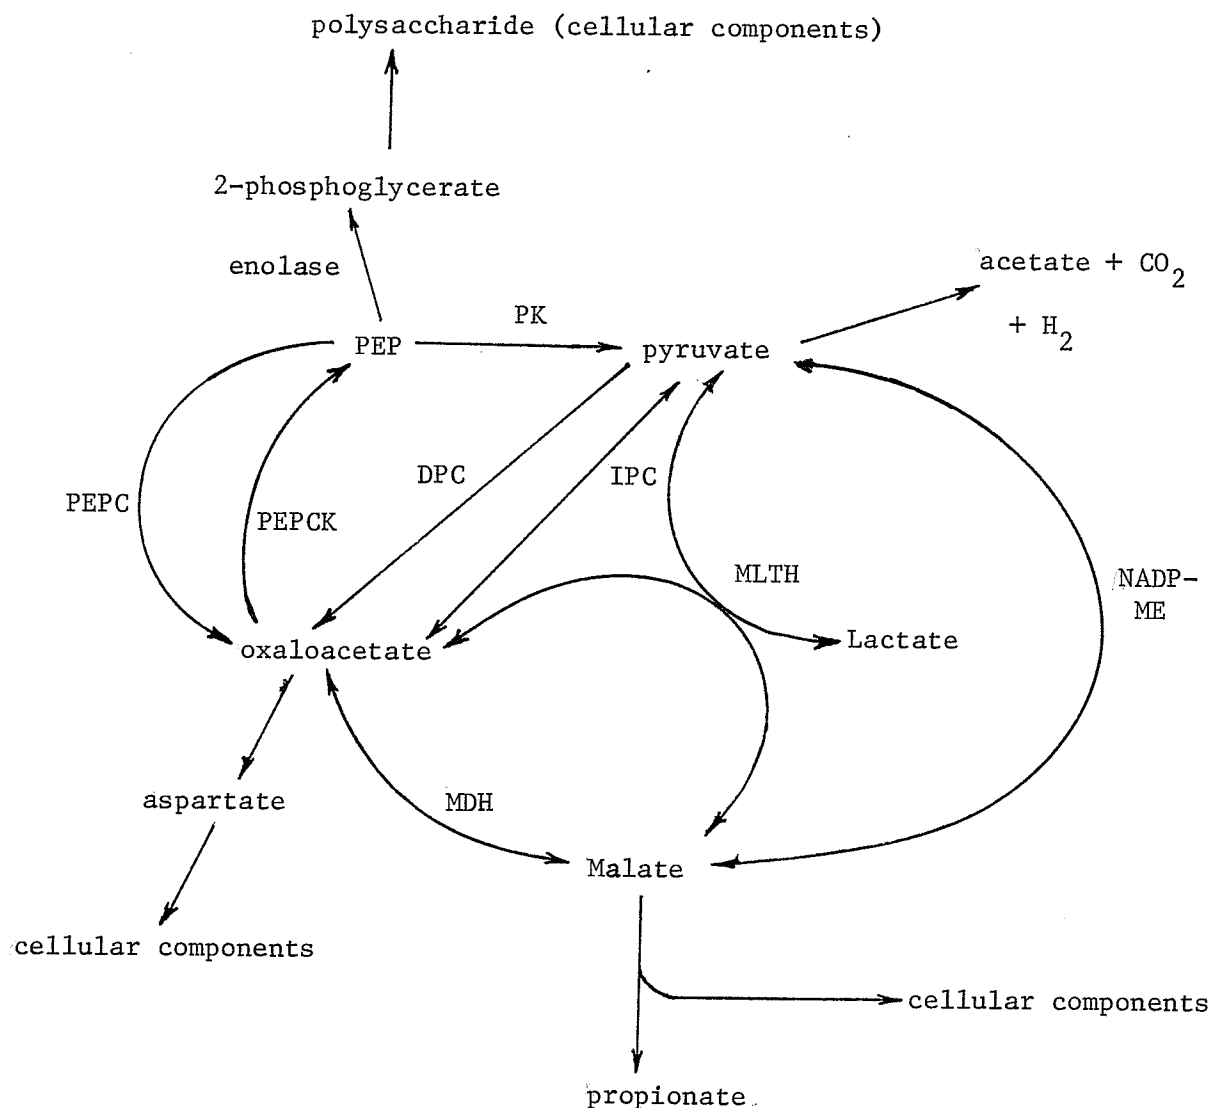 polysaccharide (cellular components)
2-phosphoglycerate
enolase
acetate + CO2
+ H2
PK
PEP
pyruvate
DPC
IPC
PEPC
PEPCK
MLTH
NADP-
ME
Lactate
oxaloacetate
aspartate
MDH
Malate
cellular components
cellular components
propionate